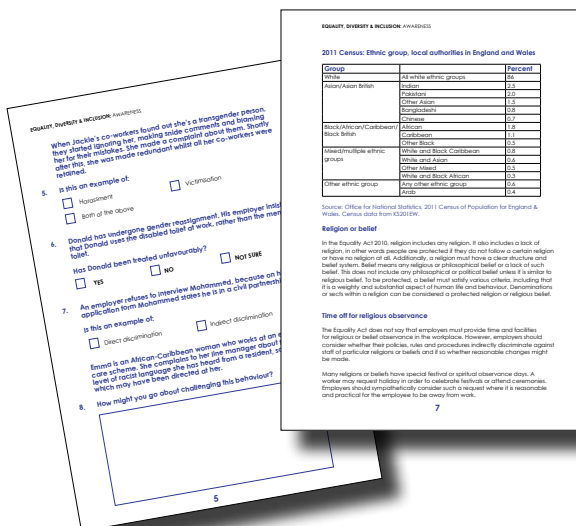 EQUALITY, DIVERSITY & INCLUSION: AWARENESS
When Jackie's co-workers found out she's a transgender person,
they started ignoring her, making snide comments and blaming
her for their mistakes. She made a complaint about them. Shortly
after this, she was made redundant whilst all her co-workers were
retained.
5. Is this an example of:
Harassment
Victimisation
Both of the above
6. Donald has undergone gender reassignment. His employer insist
that Donald uses the disabled toilet at work, rather than the men
toilet.
Has Donald been treated unfavourably?
YES
NO
NOT SURE
7. An employer refuses to interview Mohammed, because on h
application form Mohammed states he is in a civil partnershi
Is this an example of:
Direct discrimination
Indirect discrimination
Emma is an African-Caribbean woman who works at an e
care scheme. She complains to her line manager about
level of racist language she has heard from a resident, so
which may have been directed at her.
8. How might you go about challenging this behaviour?
5
EQUALITY, DIVERSITY & INCLUSION: AWARENESS
2011 Census: Ethnic group, local authorities in England and Wales
Group Percent
White All white ethnic groups 86
Asian/Asian British Indian 2.5
Pakistani 2.0
Other Asian 1.5
Bangladeshi 0.8
Chinese 0.7
Black/African/Caribbean/ African 1.8
Black British Caribbean 1.1
Other Black 0.5
Mixed/multiple ethnic White and Black Caribbean 0.8
groups White and Asian 0.6
Other Mixed 0.5
White and Black African 0.3
Other ethnic group Any other ethnic group 0.6
Arab 0.4
Source: Office for National Statistics, 2011 Census of Population for England &
Wales. Census data from KS201EW.
Religion or belief
In the Equality Act 2010, religion includes any religion. It also includes a lack of
religion, in other words people are protected if they do not follow a certain religion
or have no religion at all. Additionally, a religion must have a clear structure and
belief system. Belief means any religious or philosophical belief or a lack of such
belief. This does not include any philosophical or political belief unless it is similar to
religious belief. To be protected, a belief must satisfy various criteria, including that
it is a weighty and substantial aspect of human life and behaviour. Denominations
or sects within a religion can be considered a protected religion or religious belief.
Time off for religious observance
The Equality Act does not say that employers must provide time and facilities
for religious or belief observance in the workplace. However, employers should
consider whether their policies, rules and procedures indirectly discriminate against
staff of particular religions or beliefs and if so whether reasonable changes might
be made.
Many religions or beliefs have special festival or spiritual observance days. A
worker may request holiday in order to celebrate festivals or attend ceremonies.
Employers should sympathetically consider such a request where it is reasonable
and practical for the employee to be away from work.
7